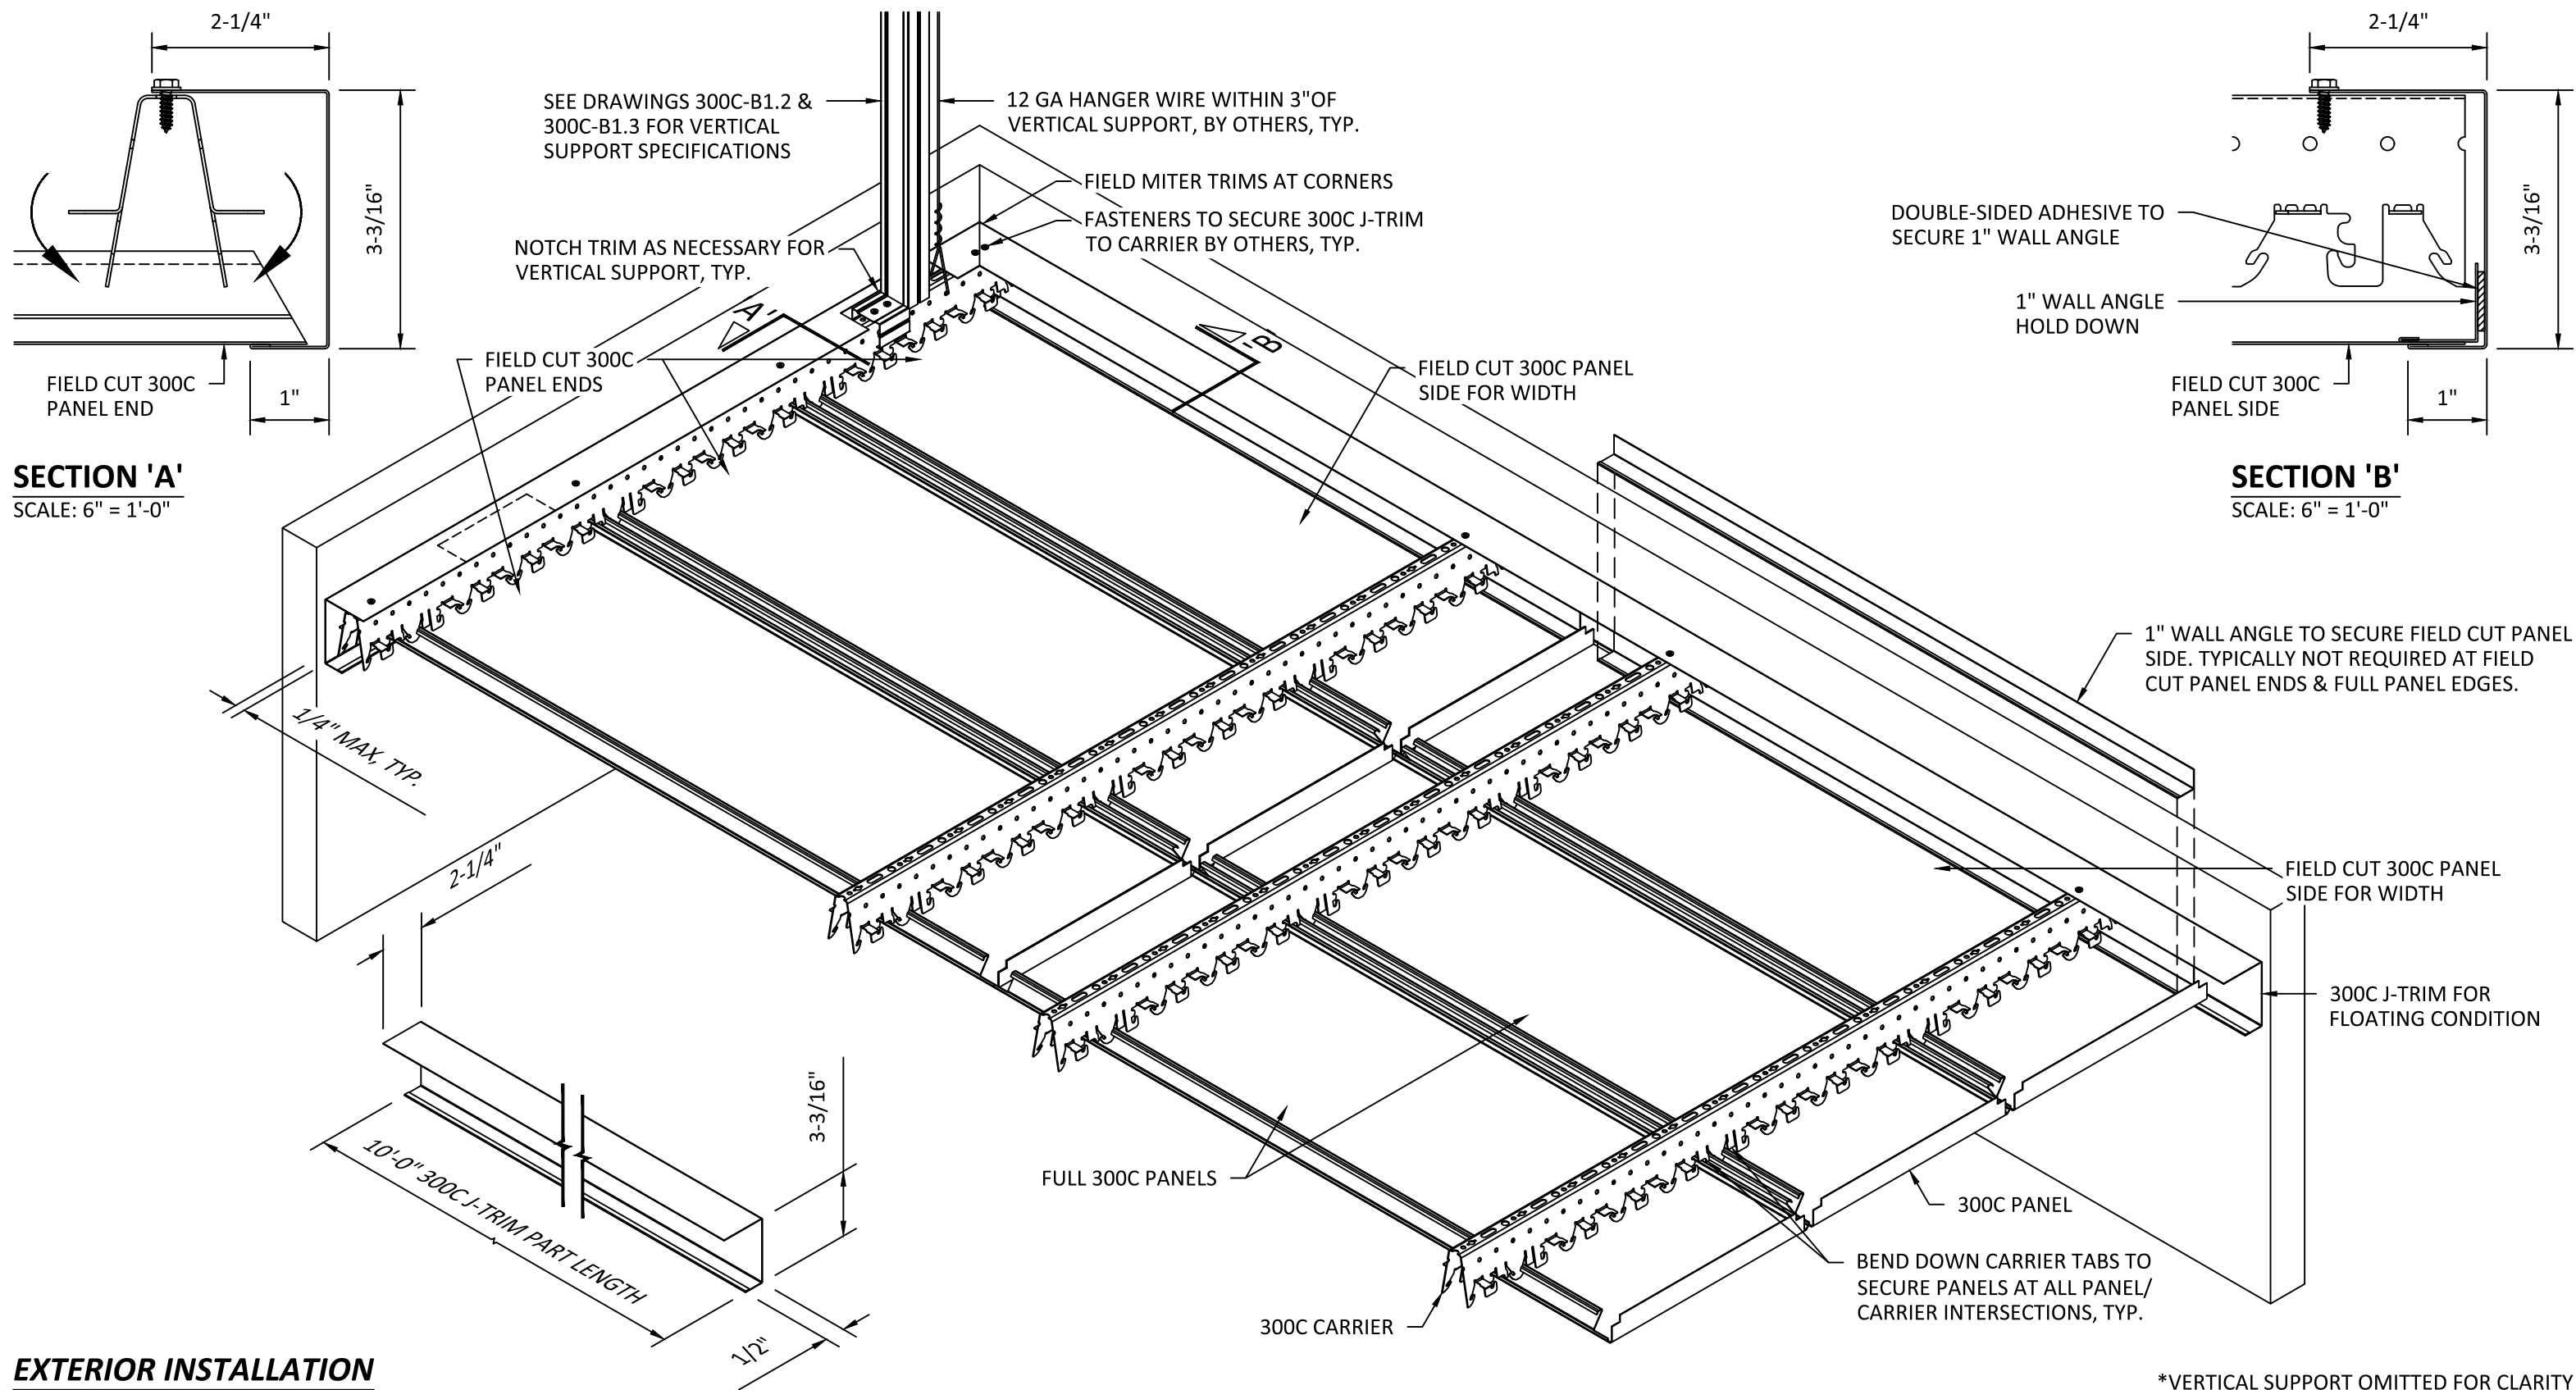 2-1/4"
3-3/16"
FIELD CUT 300C
PANEL END
1"
SECTION 'A'
SCALE: 6" = 1'-0"
SEE DRAWINGS 300C-B1.2 &
300C-B1.3 FOR VERTICAL
SUPPORT SPECIFICATIONS
12 GA HANGER WIRE WITHIN 3"OF
VERTICAL SUPPORT, BY OTHERS, TYP.
FIELD MITER TRIMS AT CORNERS
FASTENERS TO SECURE 300C J-TRIM
TO CARRIER BY OTHERS, TYP.
NOTCH TRIM AS NECESSARY FOR
VERTICAL SUPPORT, TYP.
'A'
'B'
FIELD CUT 300C
PANEL ENDS
FIELD CUT 300C PANEL
SIDE FOR WIDTH
2-1/4"
3-3/16"
DOUBLE-SIDED ADHESIVE TO
SECURE 1" WALL ANGLE
1" WALL ANGLE
HOLD DOWN
FIELD CUT 300C
PANEL SIDE
1"
SECTION 'B'
SCALE: 6" = 1'-0"
1" WALL ANGLE TO SECURE FIELD CUT PANEL
SIDE. TYPICALLY NOT REQUIRED AT FIELD
CUT PANEL ENDS & FULL PANEL EDGES.
1/4" MAX, TYP.
FIELD CUT 300C PANEL
SIDE FOR WIDTH
300C J-TRIM FOR
FLOATING CONDITION
2-1/4"
3-3/16"
10'-0" 300C J-TRIM PART LENGTH
1/2"
FULL 300C PANELS
300C PANEL
BEND DOWN CARRIER TABS TO
SECURE PANELS AT ALL PANEL/
CARRIER INTERSECTIONS, TYP.
300C CARRIER
EXTERIOR INSTALLATION
*VERTICAL SUPPORT OMITTED FOR CLARITY